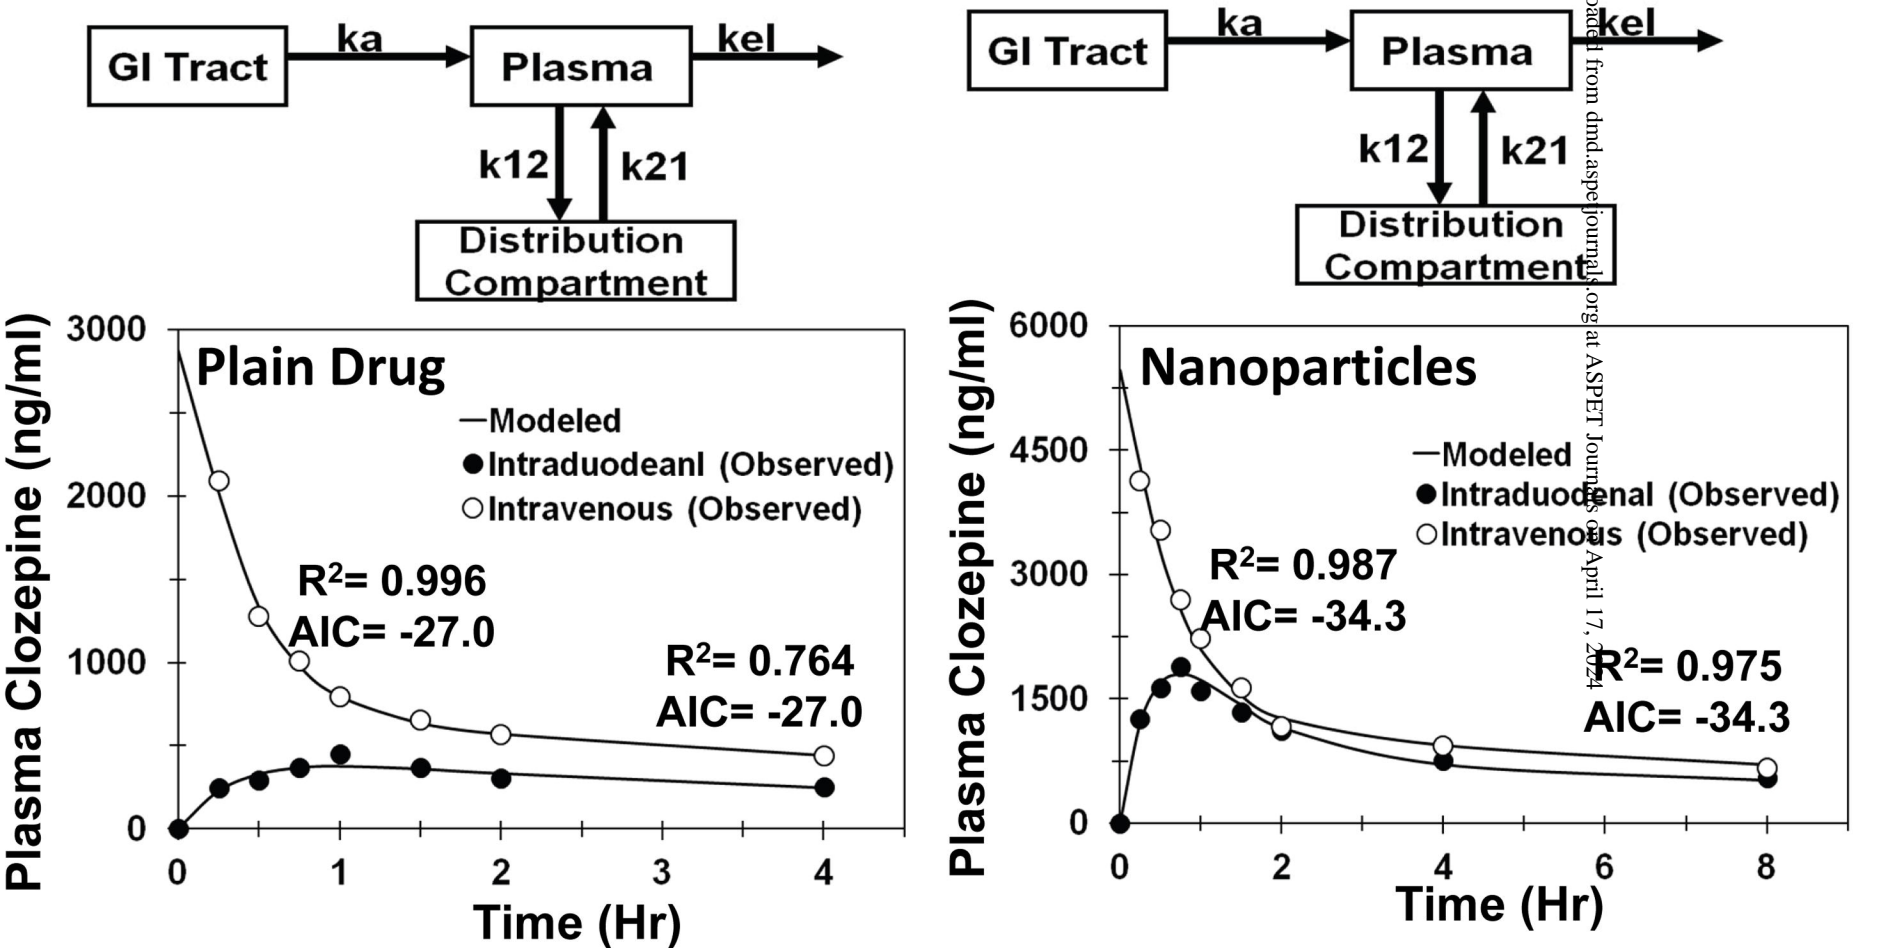 ka
kel
GI Tract
Plasma
k12
k21
Distribution
Compartment
Plasma Clozepine (ng/ml)
3000
2000
1000
0
Plain Drug
Modeled
Intraduodeanl (Observed)
Intravenous (Observed)
R²= 0.996
AIC= -27.0
R²= 0.764
AIC= -27.0
0 1 2 3 4
Time (Hr)
ka
kel
GI Tract
Plasma
k12
k21
Distribution
Compartment
Plasma Clozepine (ng/ml)
6000
4500
3000
1500
0
Nanoparticles
Modeled
Intraduodenal (Observed)
Intravenous (Observed)
R²= 0.987
AIC= -34.3
R²= 0.975
AIC= -34.3
0 2 4 6 8
Time (Hr)
from dmd.aspetjournals.org at ASPET Journals on April 17, 2024